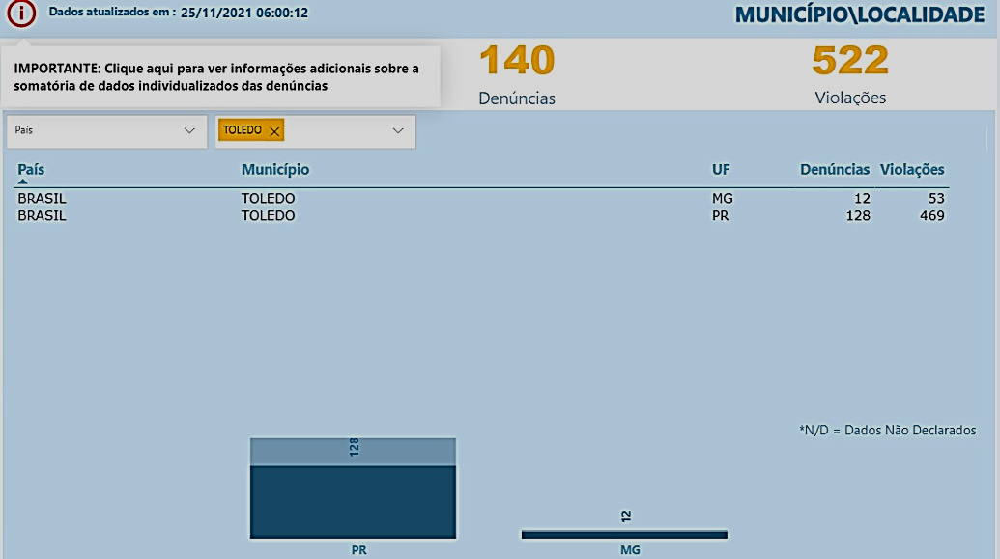 Dados atualizados em : 25/11/2021 06:00:12
MUNICÍPIO\LOCALIDADE
IMPORTANTE: Clique aqui para ver informações adicionais sobre a
somatória de dados individualizados das denúncias
140
Denúncias
522
Violações
País
TOLEDO
País Município UF Denúncias Violações
BRASIL TOLEDO MG 12 53
BRASIL TOLEDO PR 128 469
*N/D = Dados Não Declarados
128
12
PR
MG